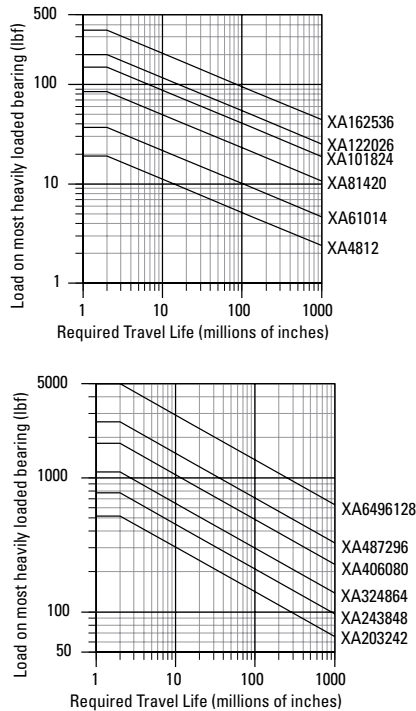 500
100
10
1
Load on most heavily loaded bearing (lbf)
XA162536
XA122026
XA101824
XA81420
XA61014
XA4812
1 10 100 1000
Required Travel Life (millions of inches)
5000
1000
100
50
Load on most heavily loaded bearing (lbf)
XA6496128
XA487296
XA406080
XA324864
XA243848
XA203242
1 10 100 1000
Required Travel Life (millions of inches)